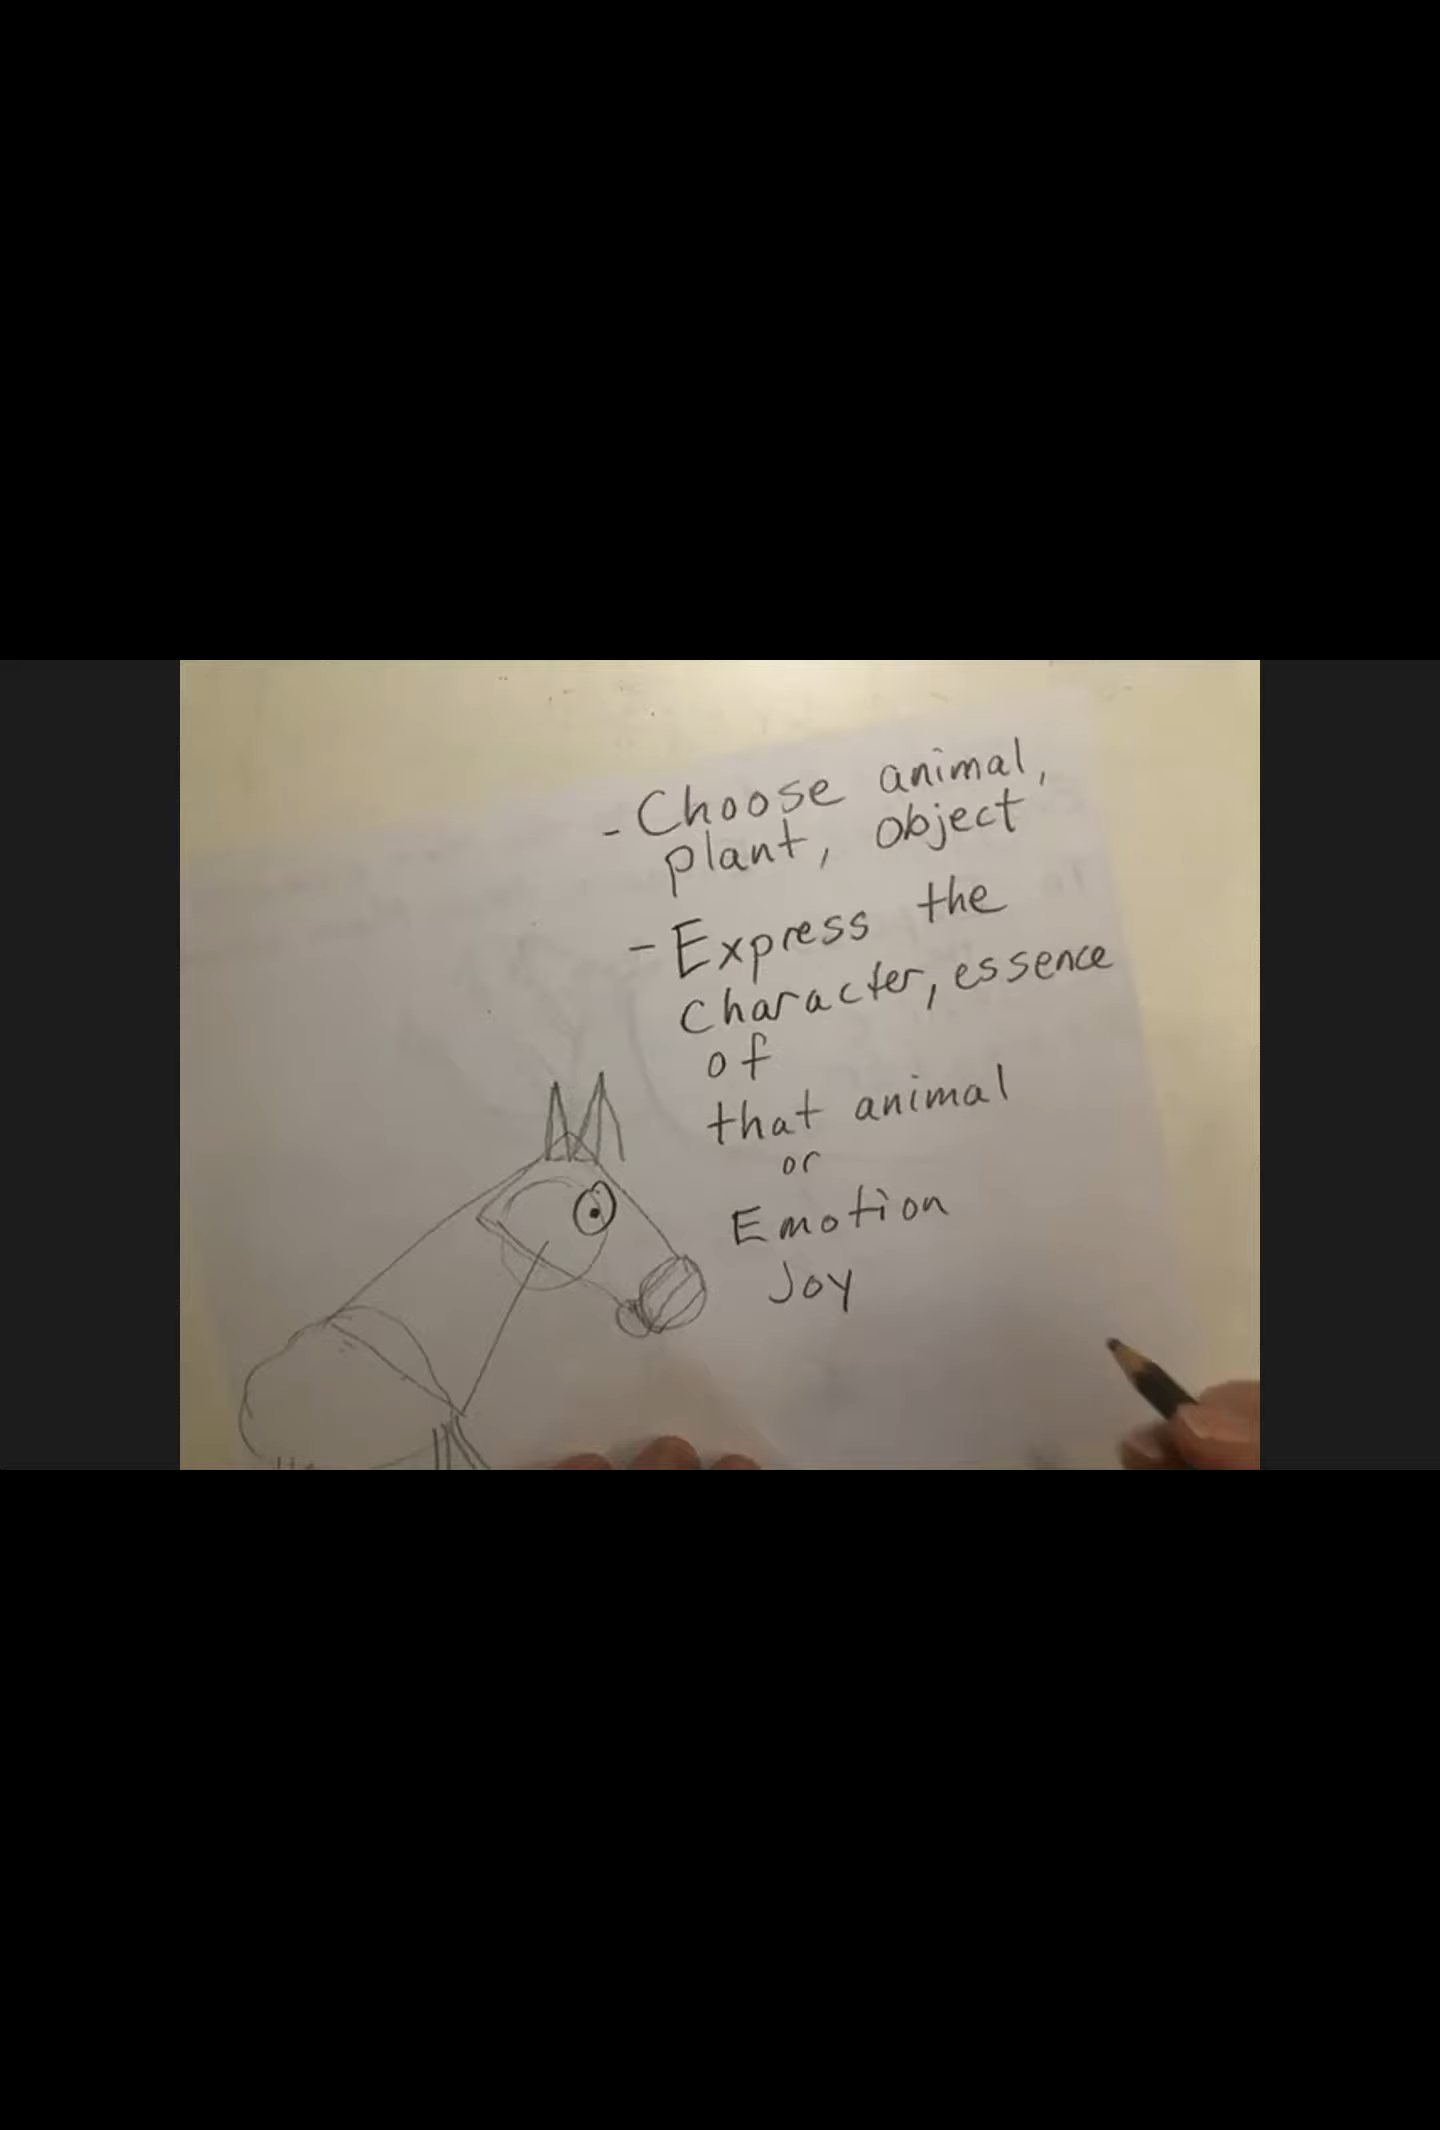 - Choose animal,
plant, object
- Express the
character, essence
of
that animal
or
Emotion
Joy